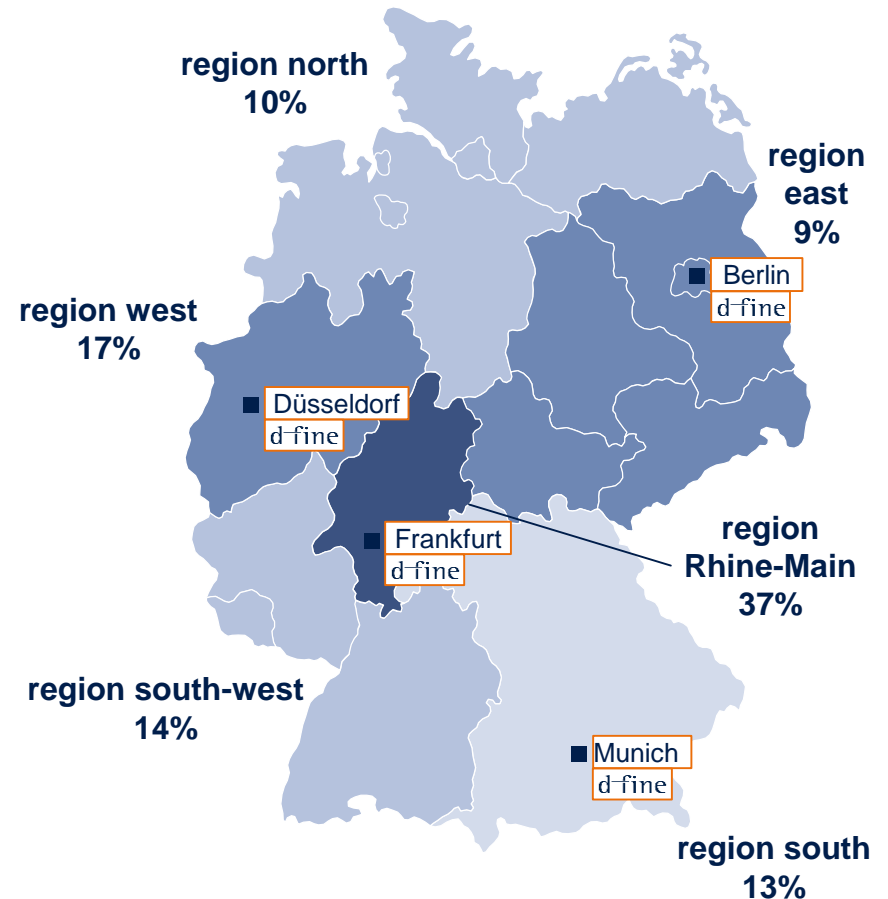 region north
10%
region
east
9%
Berlin
d-fine
region west
17%
Düsseldorf
d-fine
Frankfurt
d-fine
region
Rhine-Main
37%
region south-west
14%
Munich
d-fine
region south
13%